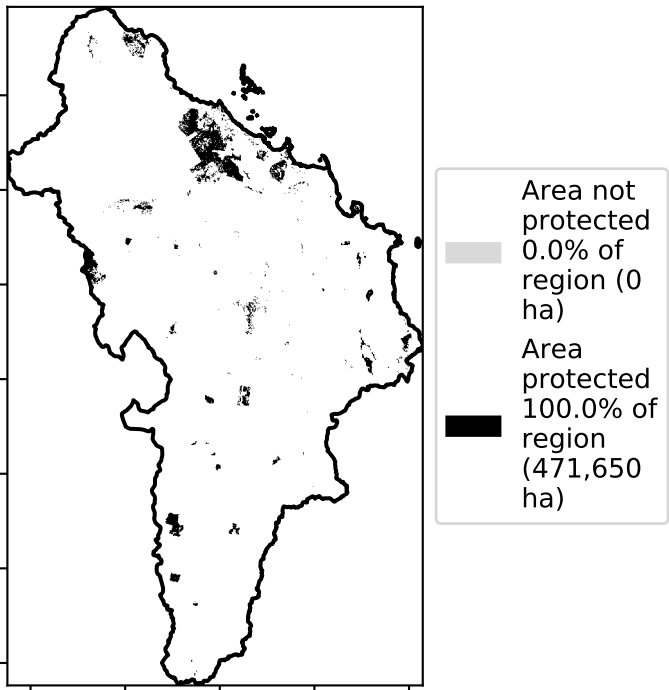 Area not
protected
0.0% of
region (0
ha)
Area
protected
100.0% of
region
(471,650
ha)